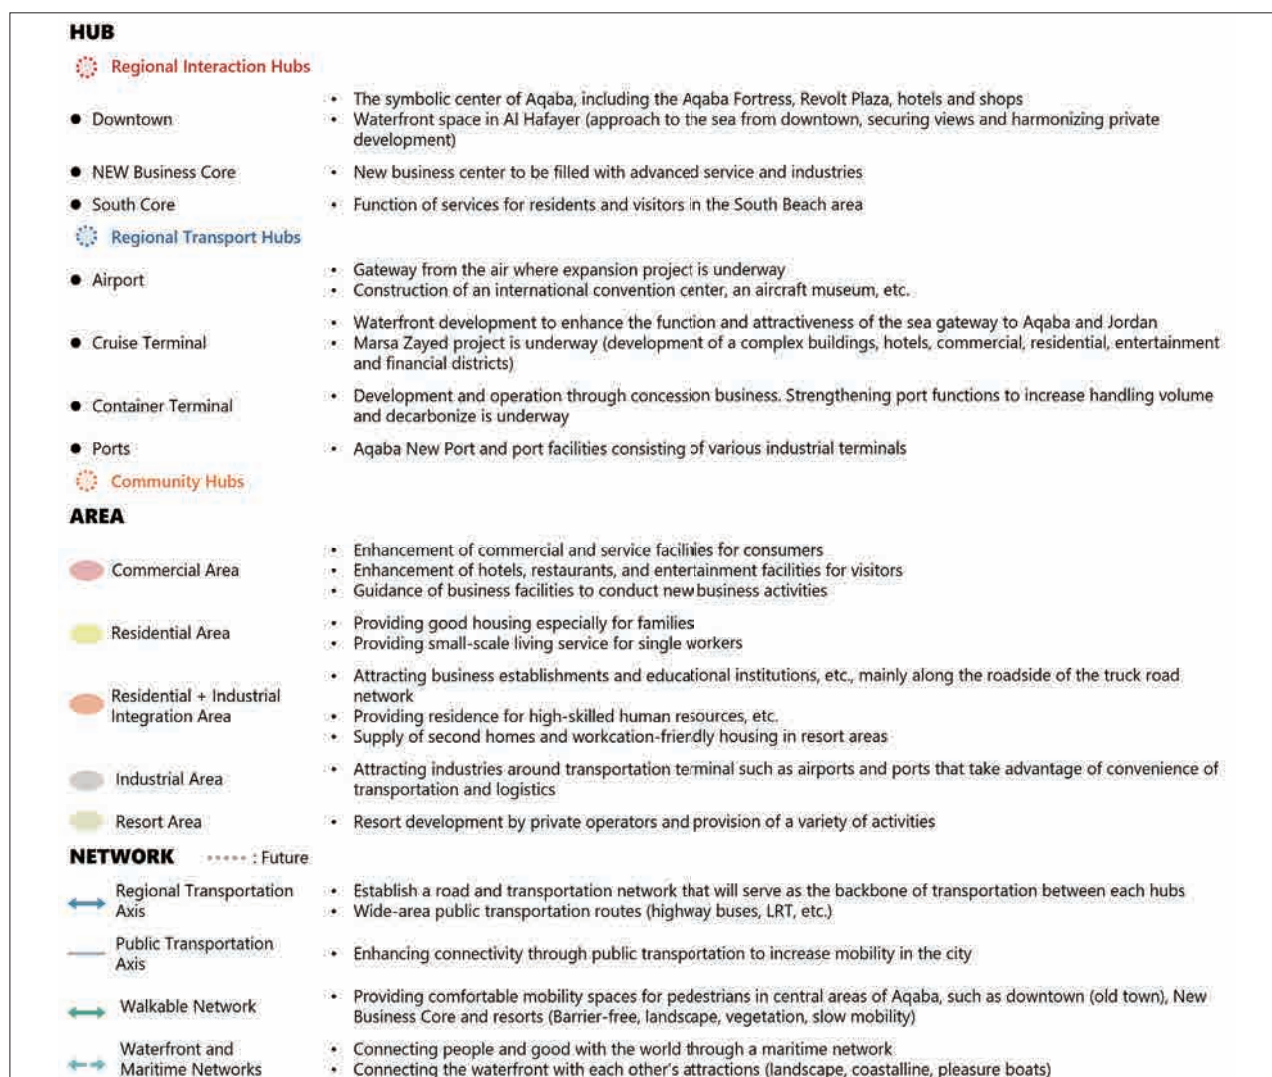 HUB
Regional Interaction Hubs
• The symbolic center of Aqaba, including the Aqaba Fortress, Revolt Plaza, hotels and shops
● Downtown
• Waterfront space in Al Hafayer (approach to the sea from downtown, securing views and harmonizing private
development)
● NEW Business Core • New business center to be filled with advanced service and industries
● South Core • Function of services for residents and visitors in the South Beach area
Regional Transport Hubs
● Airport
• Gateway from the air where expansion project is underway
• Construction of an international convention center, an aircraft museum, etc.
● Cruise Terminal
• Waterfront development to enhance the function and attractiveness of the sea gateway to Aqaba and Jordan
• Marsa Zayed project is underway (development of a complex buildings, hotels, commercial, residential, entertainment
and financial districts)
● Container Terminal
• Development and operation through concession business. Strengthening port functions to increase handling volume
and decarbonize is underway
● Ports • Aqaba New Port and port facilities consisting of various industrial terminals
Community Hubs
AREA
Commercial Area
• Enhancement of commercial and service facilities for consumers
• Enhancement of hotels, restaurants, and entertainment facilities for visitors
• Guidance of business facilities to conduct new business activities
Residential Area
• Providing good housing especially for families
• Providing small-scale living service for single workers
Residential + Industrial
Integration Area
• Attracting business establishments and educational institutions, etc., mainly along the roadside of the truck road
network
• Providing residence for high-skilled human resources, etc.
• Supply of second homes and workcation-friendly housing in resort areas
Industrial Area
• Attracting industries around transportation terminal such as airports and ports that take advantage of convenience of
transportation and logistics
Resort Area • Resort development by private operators and provision of a variety of activities
NETWORK : Future
Regional Transportation
Axis
• Establish a road and transportation network that will serve as the backbone of transportation between each hubs
• Wide-area public transportation routes (highway buses, LRT, etc.)
Public Transportation
Axis
• Enhancing connectivity through public transportation to increase mobility in the city
Walkable Network
• Providing comfortable mobility spaces for pedestrians in central areas of Aqaba, such as downtown (old town), New
Business Core and resorts (Barrier-free, landscape, vegetation, slow mobility)
Waterfront and
Maritime Networks
• Connecting people and good with the world through a maritime network
• Connecting the waterfront with each other's attractions (landscape, coastalline, pleasure boats)